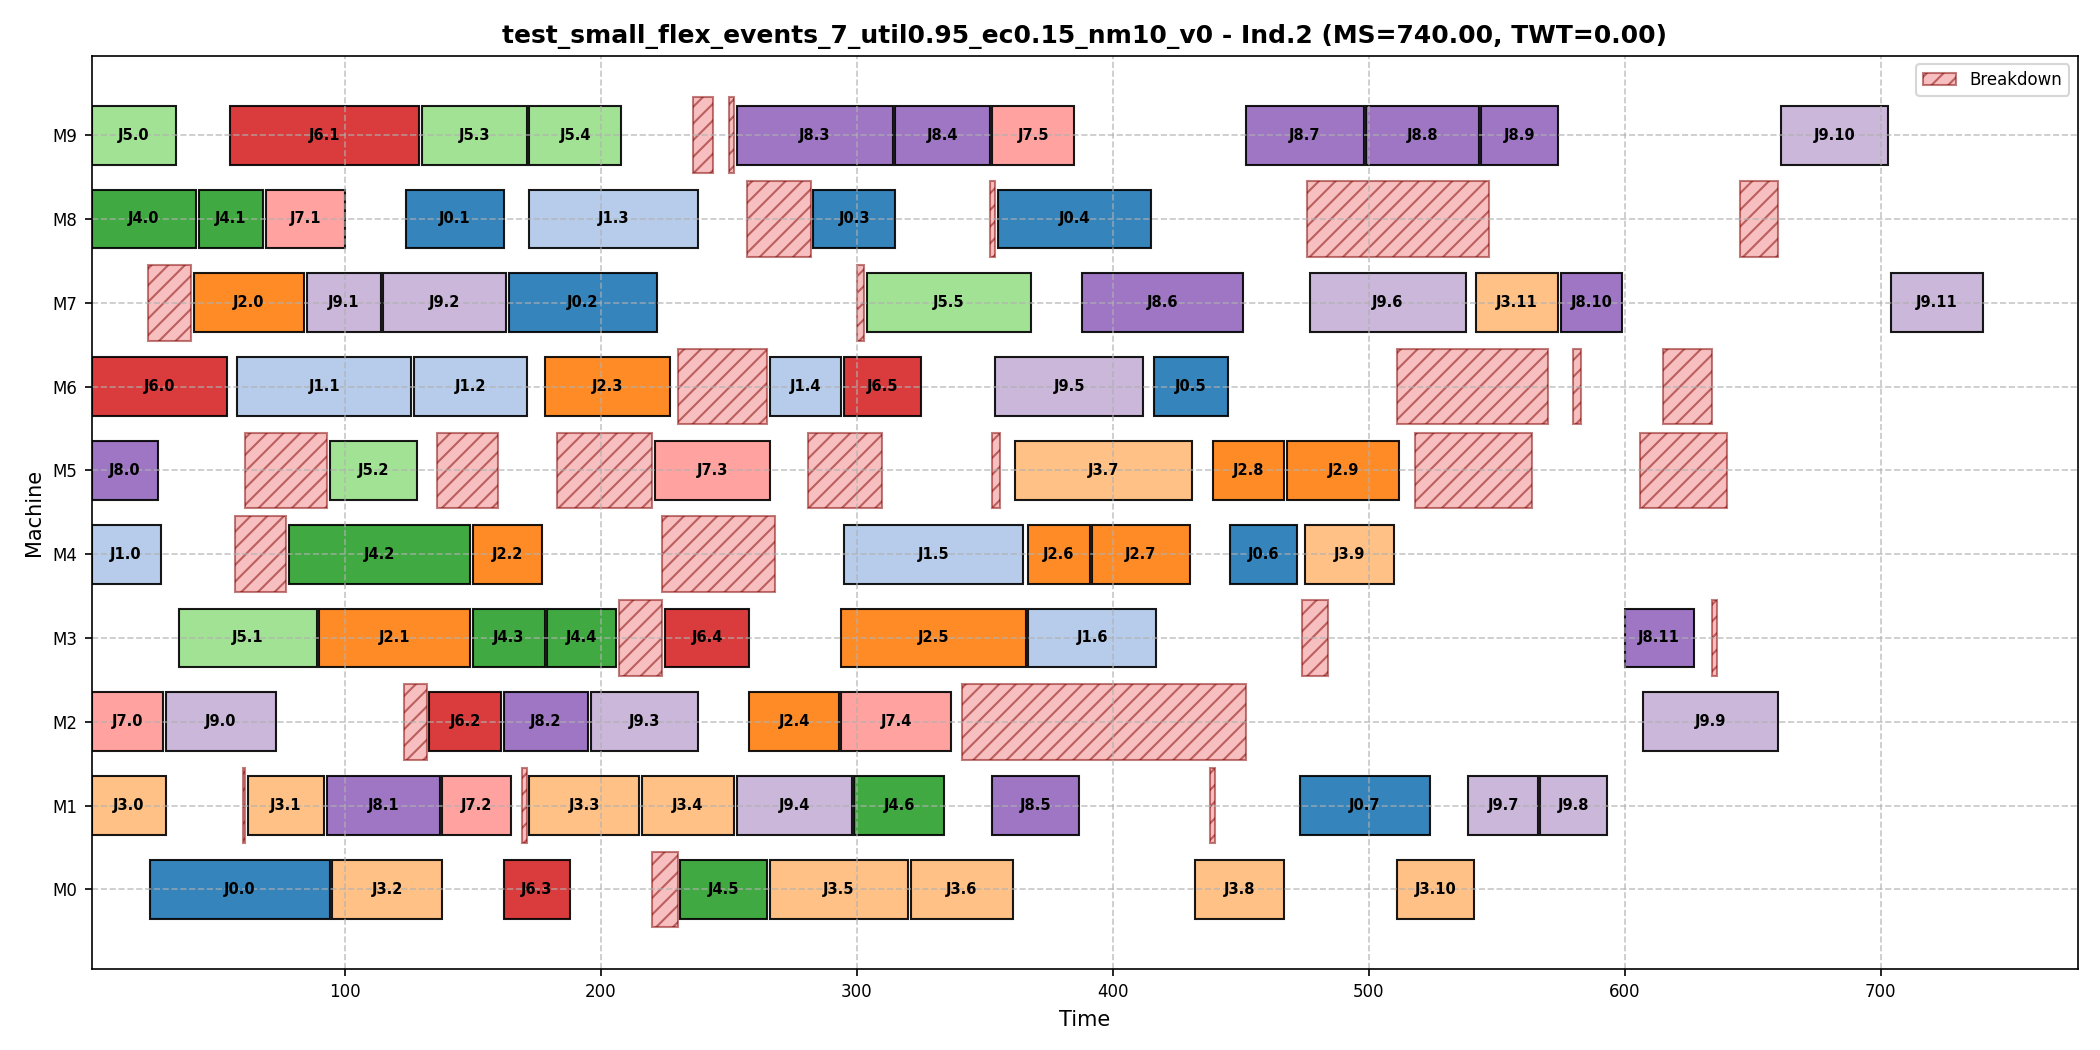 test_small_flex_events_7_util0.95_ec0.15_nm10_v0 - Ind.2 (MS=740.00, TWT=0.00)
Breakdown
M9 J5.0 J6.1 J5.3 J5.4 J8.3 J8.4 J7.5 J8.7 J8.8 J8.9 J9.10
M8 J4.0 J4.1 J7.1 J0.1 J1.3 J0.3 J0.4
M7 J2.0 J9.1 J9.2 J0.2 J5.5 J8.6 J9.6 J3.11 J8.10 J9.11
M6 J6.0 J1.1 J1.2 J2.3 J1.4 J6.5 J9.5 J0.5
M5 J8.0 J5.2 J7.3 J3.7 J2.8 J2.9
M4 J1.0 J4.2 J2.2 J1.5 J2.6 J2.7 J0.6 J3.9
M3 J5.1 J2.1 J4.3 J4.4 J6.4 J2.5 J1.6 J8.11
M2 J7.0 J9.0 J6.2 J8.2 J9.3 J2.4 J7.4 J9.9
M1 J3.0 J3.1 J8.1 J7.2 J3.3 J3.4 J9.4 J4.6 J8.5 J0.7 J9.7 J9.8
M0 J0.0 J3.2 J6.3 J4.5 J3.5 J3.6 J3.8 J3.10
Machine
100 200 300 400 500 600 700
Time